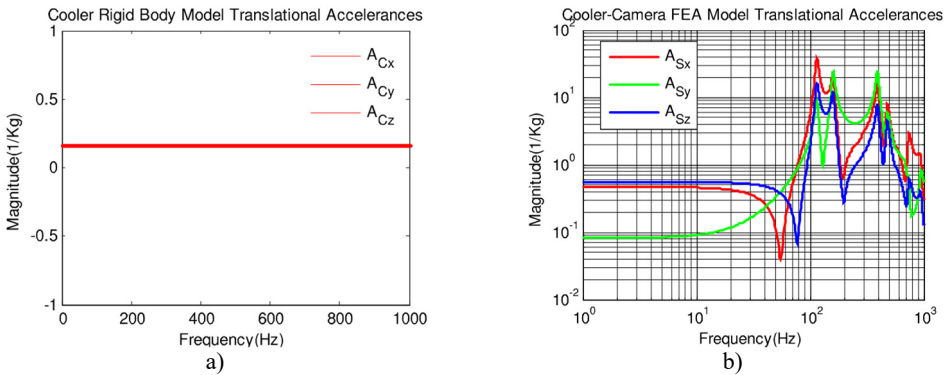 Cooler Rigid Body Model Translational Accelerances
1
0.5
0
-0.5
-1
Magnitude(1/Kg)
A_Cx
A_Cy
A_Cz
0 200 400 600 800 1000
Frequency(Hz)
a)
Cooler-Camera FEA Model Translational Accelerances
10^2
10^1
10^0
10^-1
10^-2
Magnitude(1/Kg)
A_Sx
A_Sy
A_Sz
10^0 10^1 10^2 10^3
Frequency(Hz)
b)